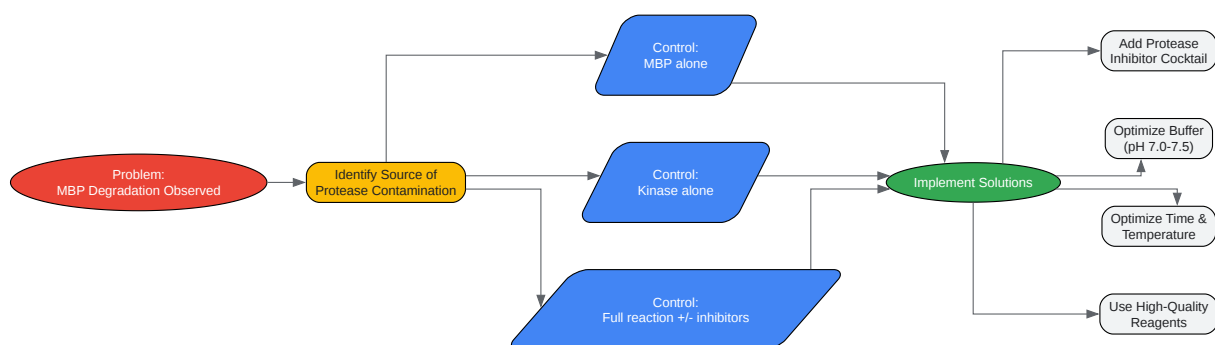 Problem:
MBP Degradation Observed
Identify Source of
Protease Contamination
Control:
MBP alone
Control:
Kinase alone
Control:
Full reaction +/- inhibitors
Implement Solutions
Add Protease
Inhibitor Cocktail
Optimize Buffer
(pH 7.0-7.5)
Optimize Time &
Temperature
Use High-Quality
Reagents